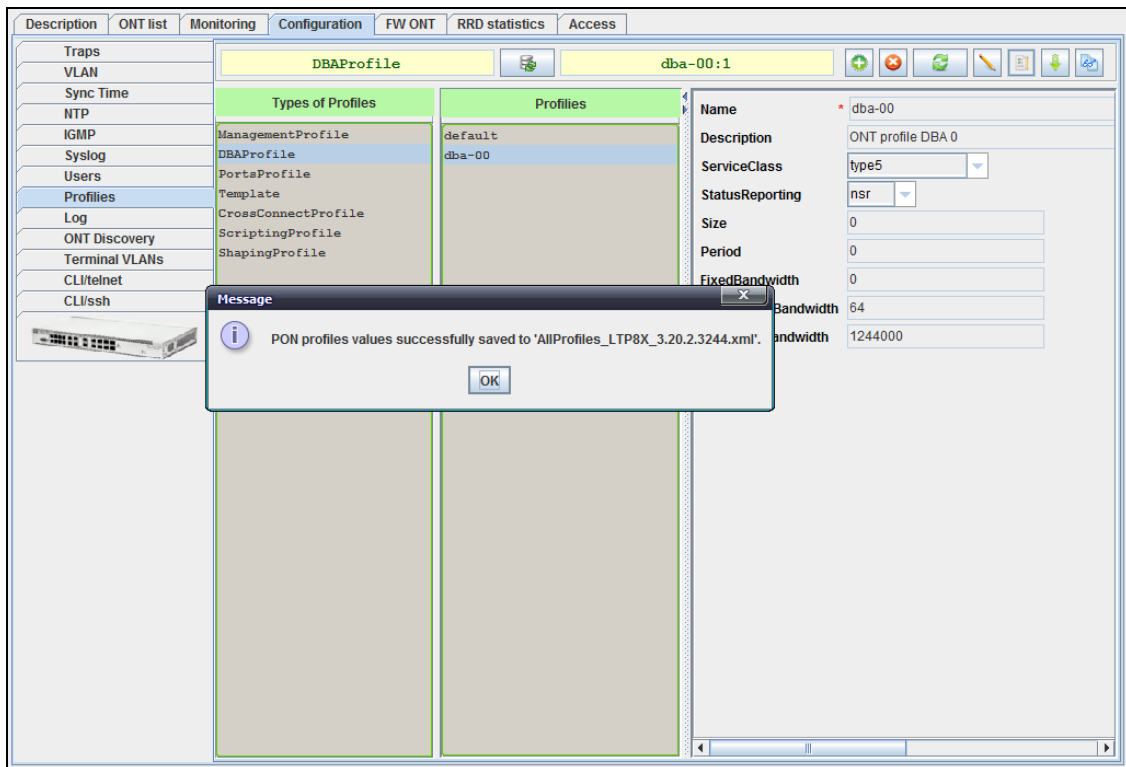 Description ONT list Monitoring Configuration FW ONT RRD statistics Access
Traps
VLAN
Sync Time
NTP
IGMP
Syslog
Users
Profilies
Log
ONT Discovery
Terminal VLANs
CLI/telnet
CLI/ssh
DBAProfile
dba-00:1
Types of Profiles
ManagementProfile
DBAProfile
PortsProfile
Template
CrossConnectProfile
ScriptingProfile
ShapingProfile
Profilies
default
dba-00
Name * dba-00
Description ONT profile DBA 0
ServiceClass type5
StatusReporting nsr
Size 0
Period 0
FixedBandwidth 0
Bandwidth 64
andwidth 1244000
Message
X
PON profiles values successfully saved to 'AllProfiles_LTP8X_3.20.2.3244.xml'.
OK